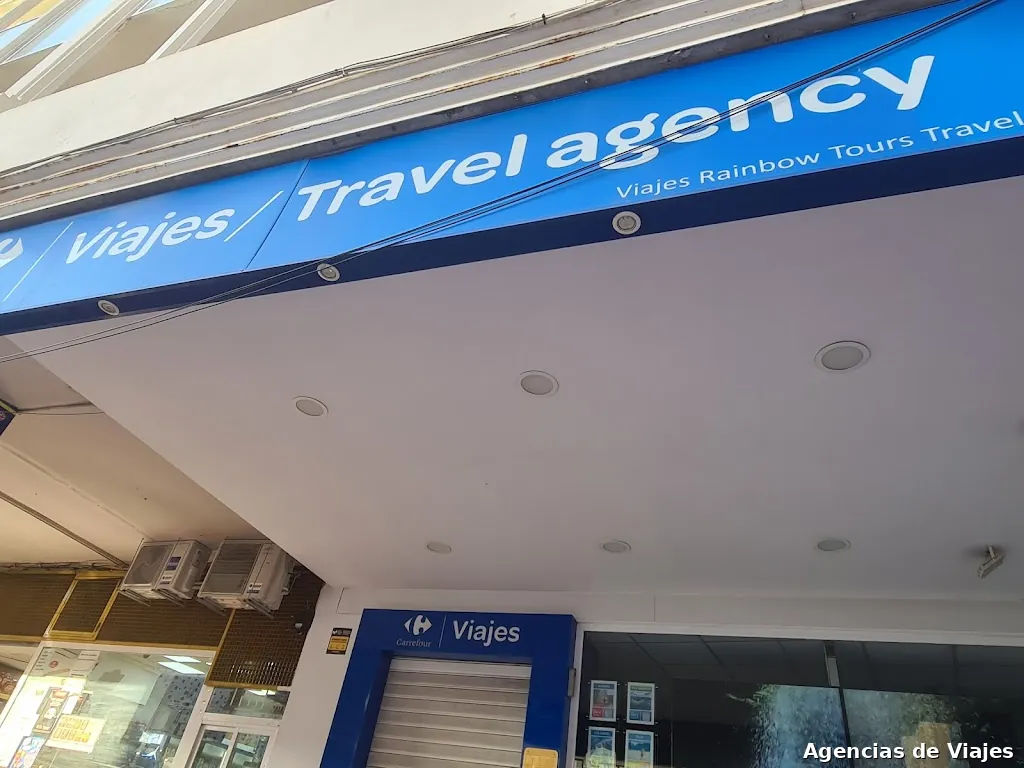 Viajes / Travel agency
Viajes Rainbow Tours Travel
Carrefour
Viajes
Agencias de Viajes